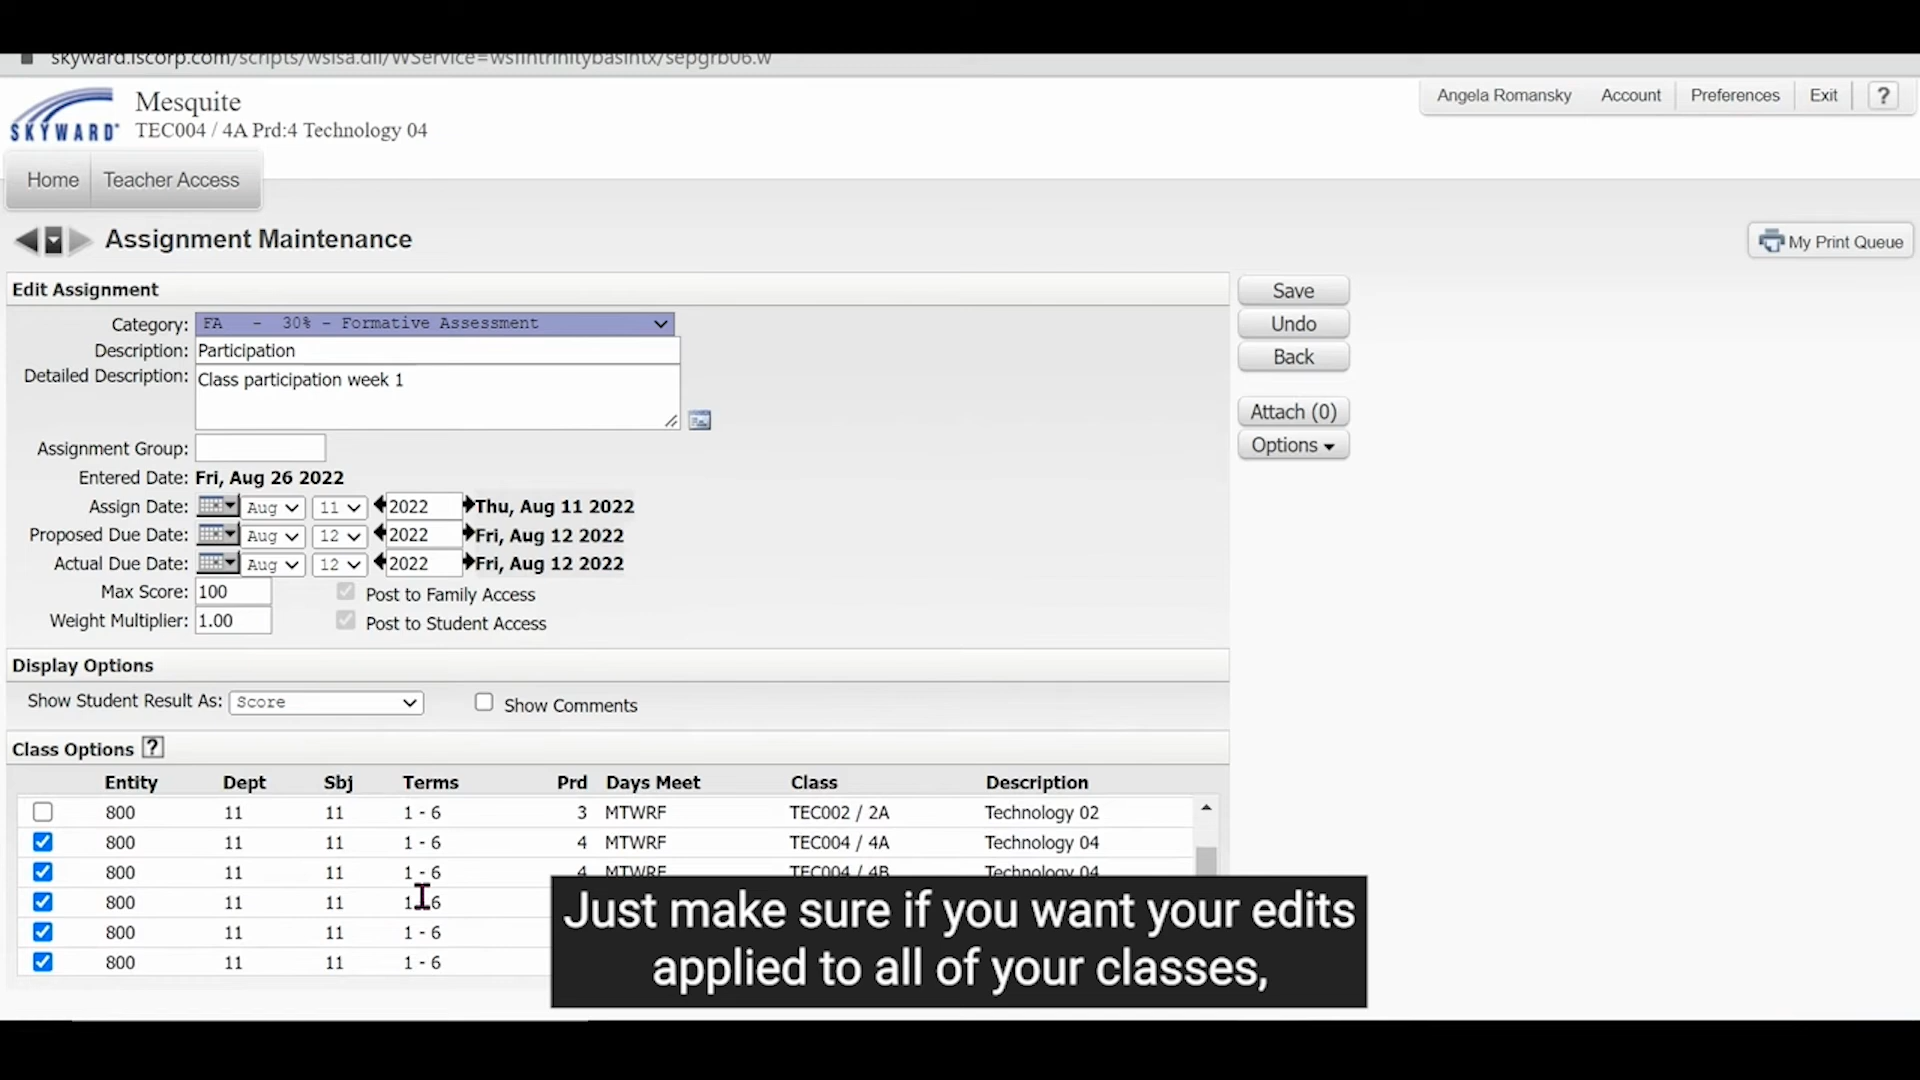 skyward.iscorp.com/scripts/wsisa.dll/WService=wsfintrinitybasintx/sepgrb06.w
SKYWARD
Mesquite
TEC004 / 4A Prd:4 Technology 04
Angela Romansky Account Preferences Exit ?
Home Teacher Access
Assignment Maintenance
My Print Queue
Edit Assignment
Category: FA - 30% - Formative Assessment
Description: Participation
Detailed Description: Class participation week 1
Assignment Group:
Entered Date: Fri, Aug 26 2022
Assign Date: Aug 11 2022 Thu, Aug 11 2022
Proposed Due Date: Aug 12 2022 Fri, Aug 12 2022
Actual Due Date: Aug 12 2022 Fri, Aug 12 2022
Max Score: 100 Post to Family Access
Weight Multiplier: 1.00 Post to Student Access
Save
Undo
Back
Attach (0)
Options
Display Options
Show Student Result As: Score Show Comments
Class Options ?
Entity Dept Sbj Terms Prd Days Meet Class Description
800 11 11 1 - 6 3 MTWRF TEC002 / 2A Technology 02
800 11 11 1 - 6 4 MTWRF TEC004 / 4A Technology 04
800 11 11 1 - 6 4 MTWRF TEC004 / 4B Technology 04
800 11 11 1 - 6
800 11 11 1 - 6
800 11 11 1 - 6
Just make sure if you want your edits
applied to all of your classes,